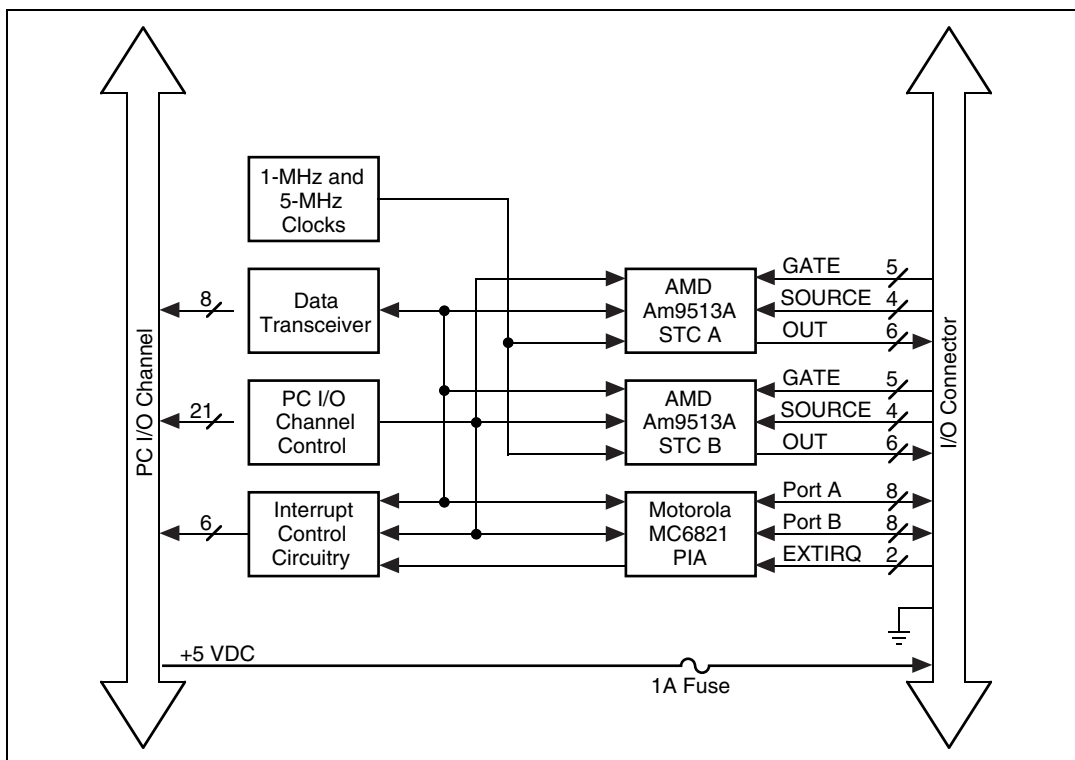 PC I/O Channel
1-MHz and
5-MHz
Clocks
8
Data
Transceiver
21
PC I/O
Channel
Control
6
Interrupt
Control
Circuitry
AMD
Am9513A
STC A
GATE 5
SOURCE 4
OUT 6
AMD
Am9513A
STC B
GATE 5
SOURCE 4
OUT 6
Motorola
MC6821
PIA
Port A 8
Port B 8
EXTIRQ 2
I/O Connector
+5 VDC
1A Fuse